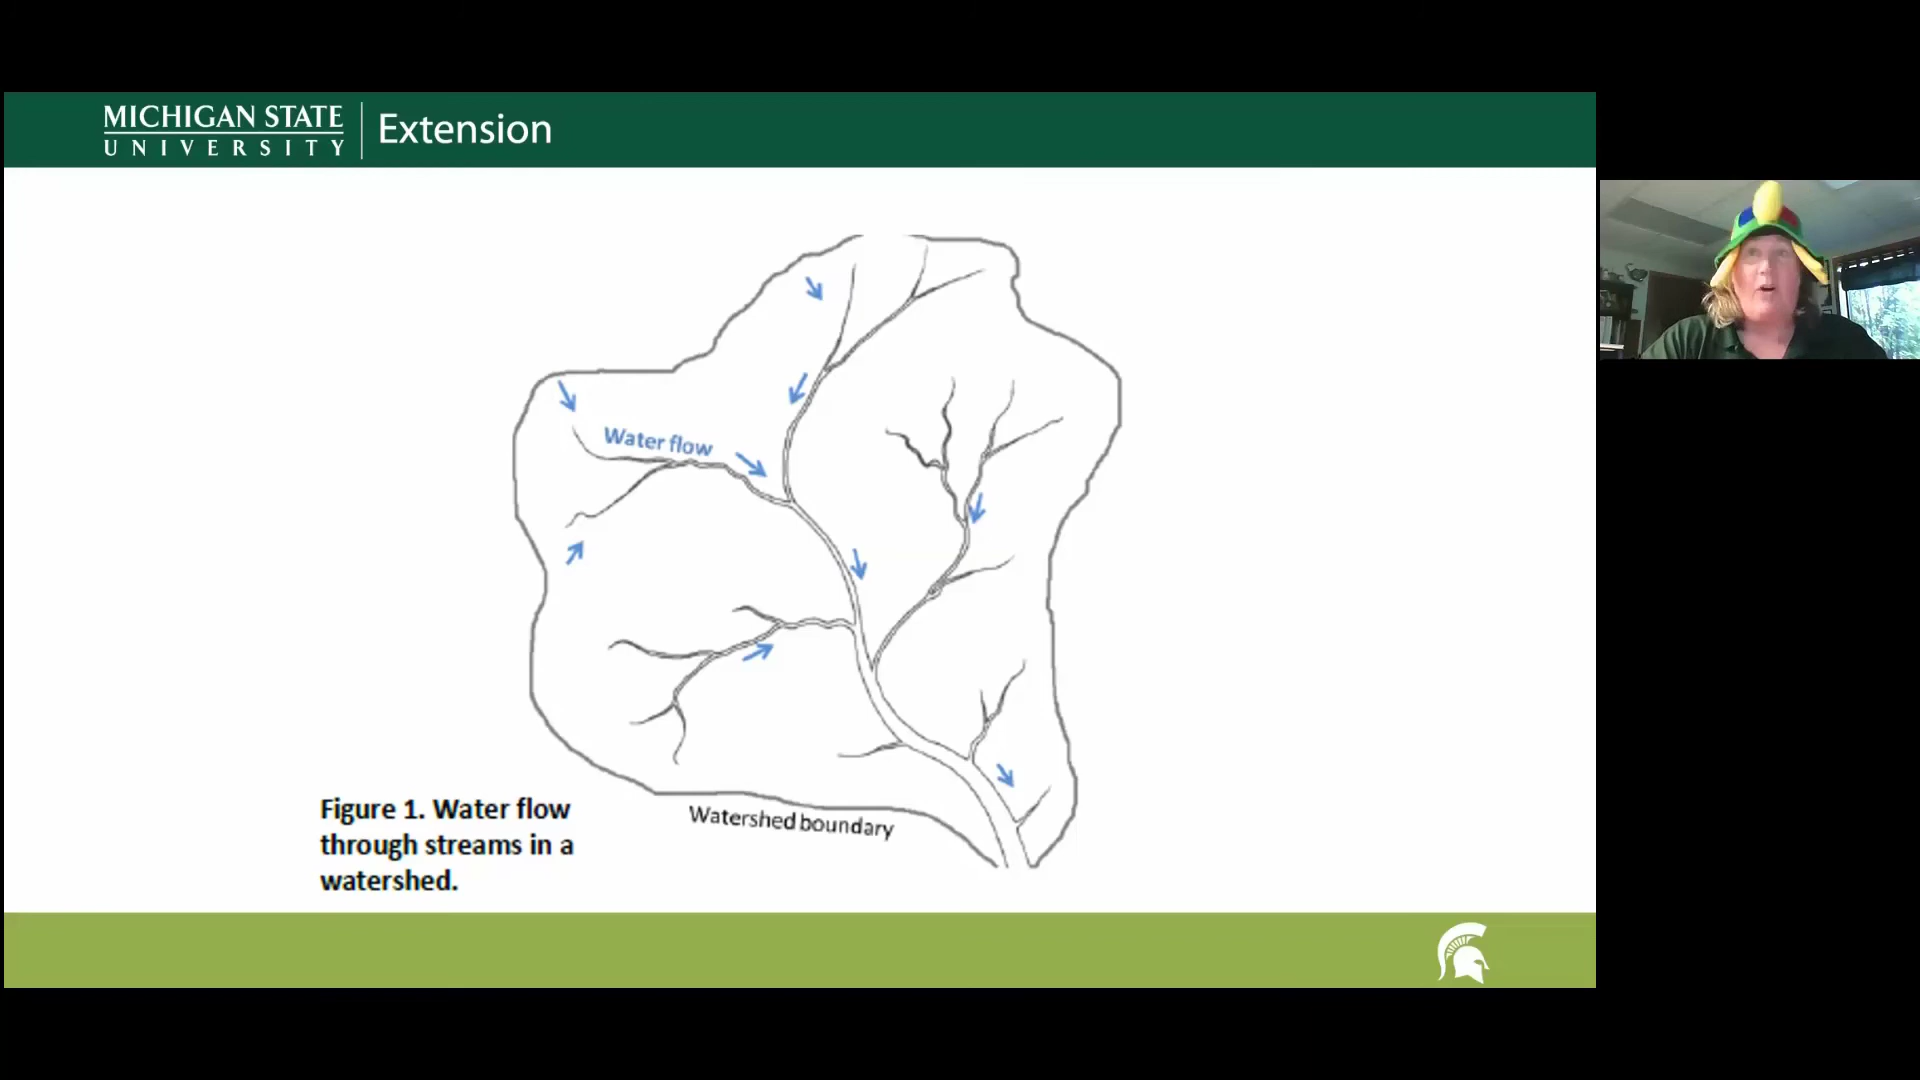 MICHIGAN STATE
UNIVERSITY
Extension
Water flow
Watershed boundary
Figure 1. Water flow
through streams in a
watershed.